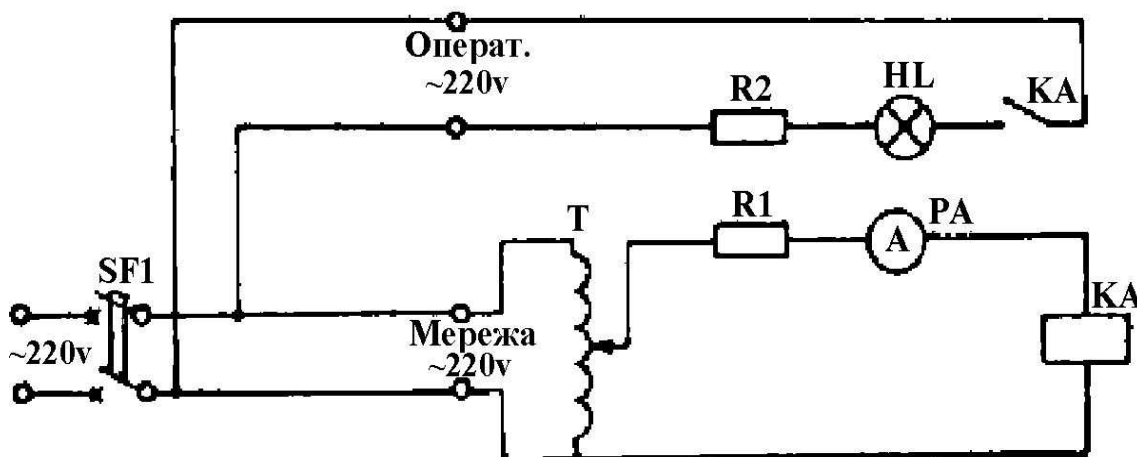 Операт.
~220v
R2
HL
KA
SF1
~220v
Мережа
~220v
T
R1
A
PA
KA